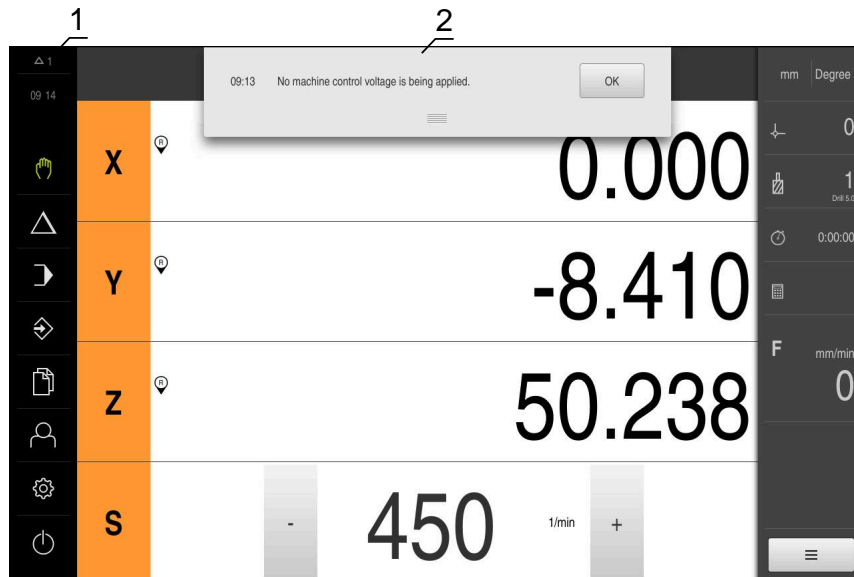 1
2
1
09 14
09:13 No machine control voltage is being applied. OK
mm Degree
X R 0.000
0
1
Drill 5.0
0:00:00
Y R -8.410
F mm/min
0
Z R 50.238
S - 450 1/min +